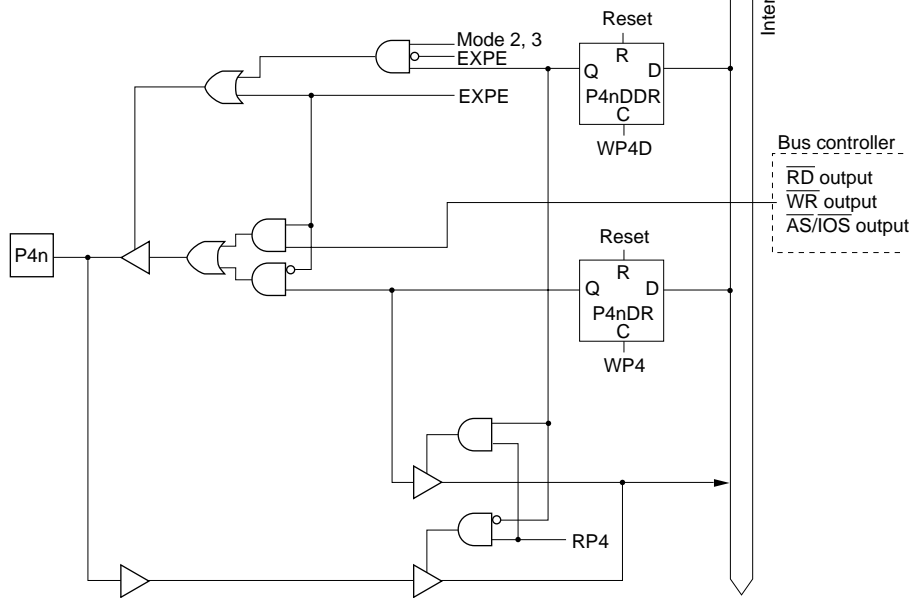 Reset
R
Q D
P4nDDR
C
WP4D
Mode 2, 3
EXPE
EXPE
Bus controller
RD output
WR output
AS/IOS output
P4n
Reset
R
Q D
P4nDR
C
WP4
RP4